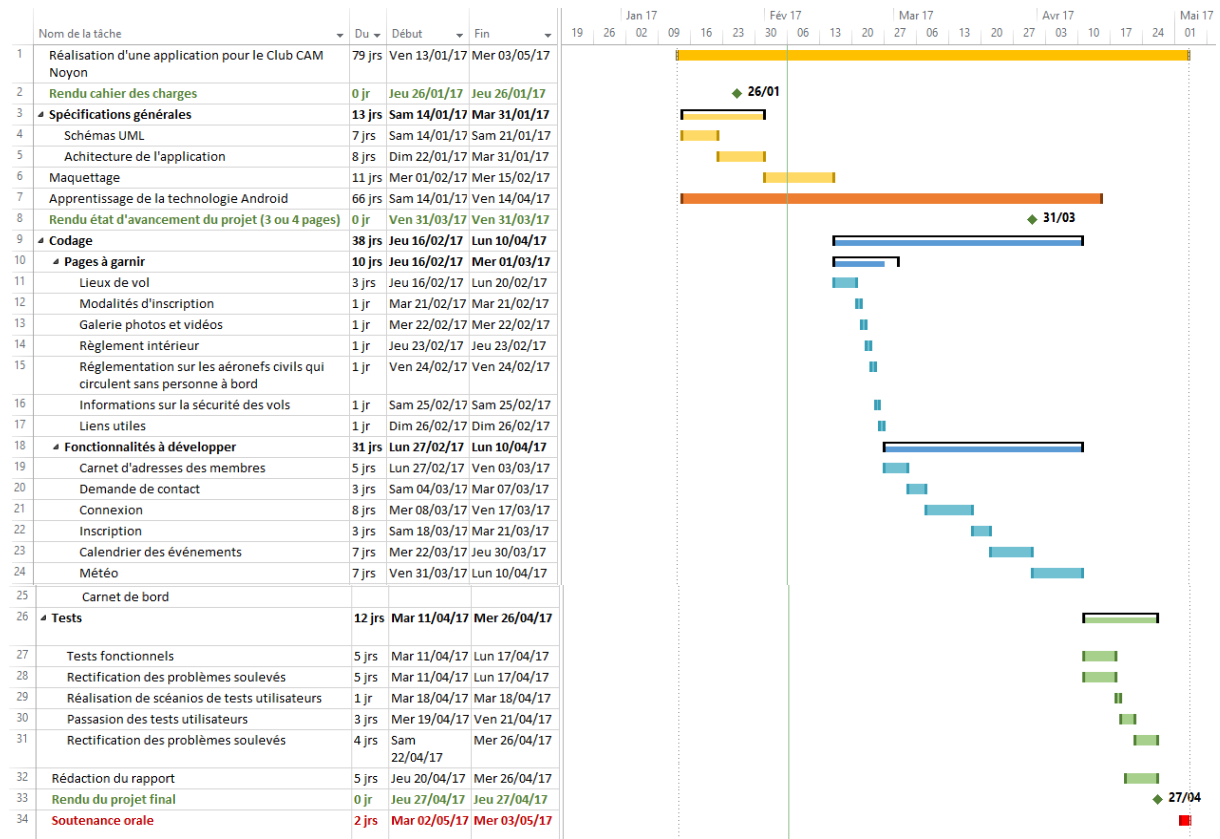 Jan 17 Fév 17 Mar 17 Avr 17 Mai 17
Nom de la tâche Du Début Fin 19 26 02 09 16 23 30 06 13 20 27 06 13 20 27 03 10 17 24 01
1 Réalisation d'une application pour le Club CAM 79 jrs Ven 13/01/17 Mer 03/05/17
Noyon
2 Rendu cahier des charges 0 jr Jeu 26/01/17 Jeu 26/01/17 26/01
3 Spécifications générales 13 jrs Sam 14/01/17 Mar 31/01/17
4 Schémas UML 7 jrs Sam 14/01/17 Sam 21/01/17
5 Achitecture de l'application 8 jrs Dim 22/01/17 Mar 31/01/17
6 Maquettage 11 jrs Mer 01/02/17 Mer 15/02/17
7 Apprentissage de la technologie Android 66 jrs Sam 14/01/17 Ven 14/04/17
8 Rendu état d'avancement du projet (3 ou 4 pages) 0 jr Ven 31/03/17 Ven 31/03/17 31/03
9 Codage 38 jrs Jeu 16/02/17 Lun 10/04/17
10 Pages à garnir 10 jrs Jeu 16/02/17 Mer 01/03/17
11 Lieux de vol 3 jrs Jeu 16/02/17 Lun 20/02/17
12 Modalités d'inscription 1 jr Mar 21/02/17 Mar 21/02/17
13 Galerie photos et vidéos 1 jr Mer 22/02/17 Mer 22/02/17
14 Règlement intérieur 1 jr Jeu 23/02/17 Jeu 23/02/17
15 Réglementation sur les aéronefs civils qui 1 jr Ven 24/02/17 Ven 24/02/17
circulent sans personne à bord
16 Informations sur la sécurité des vols 1 jr Sam 25/02/17 Sam 25/02/17
17 Liens utiles 1 jr Dim 26/02/17 Dim 26/02/17
18 Fonctionnalités à développer 31 jrs Lun 27/02/17 Lun 10/04/17
19 Carnet d'adresses des membres 5 jrs Lun 27/02/17 Ven 03/03/17
20 Demande de contact 3 jrs Sam 04/03/17 Mar 07/03/17
21 Connexion 8 jrs Mer 08/03/17 Ven 17/03/17
22 Inscription 3 jrs Sam 18/03/17 Mar 21/03/17
23 Calendrier des événements 7 jrs Mer 22/03/17 Jeu 30/03/17
24 Météo 7 jrs Ven 31/03/17 Lun 10/04/17
25 Carnet de bord
26 Tests 12 jrs Mar 11/04/17 Mer 26/04/17
27 Tests fonctionnels 5 jrs Mar 11/04/17 Lun 17/04/17
28 Rectification des problèmes soulevés 5 jrs Mar 11/04/17 Lun 17/04/17
29 Réalisation de scéanios de tests utilisateurs 1 jr Mar 18/04/17 Mar 18/04/17
30 Passasion des tests utilisateurs 3 jrs Mer 19/04/17 Ven 21/04/17
31 Rectification des problèmes soulevés 4 jrs Sam Mer 26/04/17
22/04/17
32 Rédaction du rapport 5 jrs Jeu 20/04/17 Mer 26/04/17
33 Rendu du projet final 0 jr Jeu 27/04/17 Jeu 27/04/17 27/04
34 Soutenance orale 2 jrs Mar 02/05/17 Mer 03/05/17